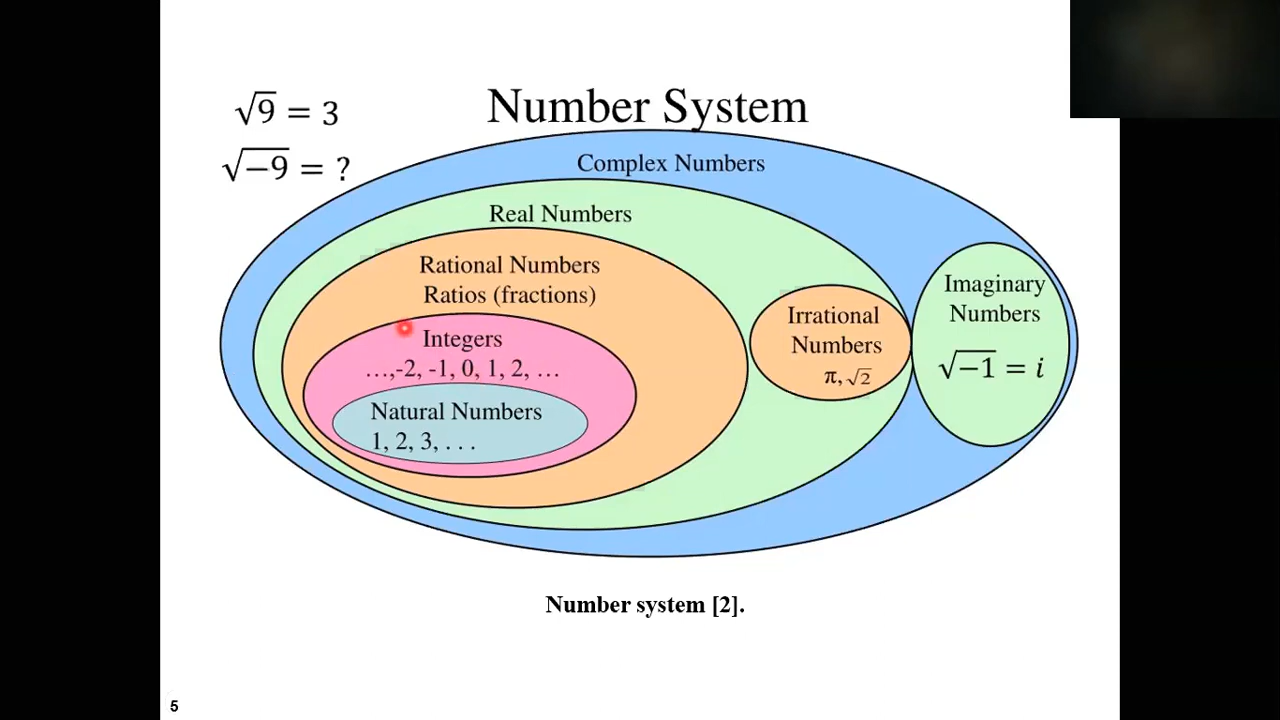 Number System
√9 = 3
√−9 = ?
Complex Numbers
Real Numbers
Rational Numbers
Ratios (fractions)
Integers
…,-2, -1, 0, 1, 2, …
Natural Numbers
1, 2, 3, . . .
Irrational
Numbers
π, √2
Imaginary
Numbers
√−1 = i
Number system [2].
5